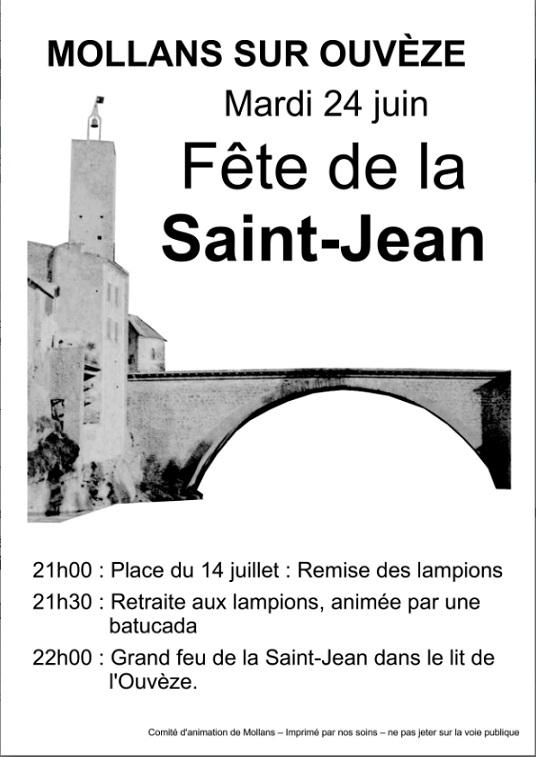 MOLLANS SUR OUVÈZE
Mardi 24 juin
Fête de la
Saint-Jean
21h00 : Place du 14 juillet : Remise des lampions
21h30 : Retraite aux lampions, animée par une
batucada
22h00 : Grand feu de la Saint-Jean dans le lit de
l'Ouvèze.
Comité d'animation de Mollans – Imprimé par nos soins – ne pas jeter sur la voie publique